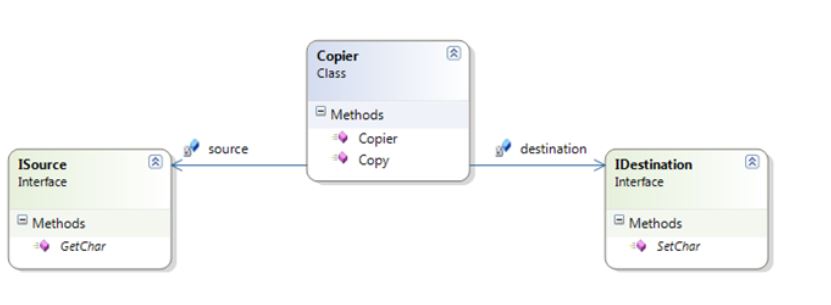 Copier
Class
Methods
Copier
Copy
source
destination
ISource
Interface
Methods
GetChar
IDestination
Interface
Methods
SetChar